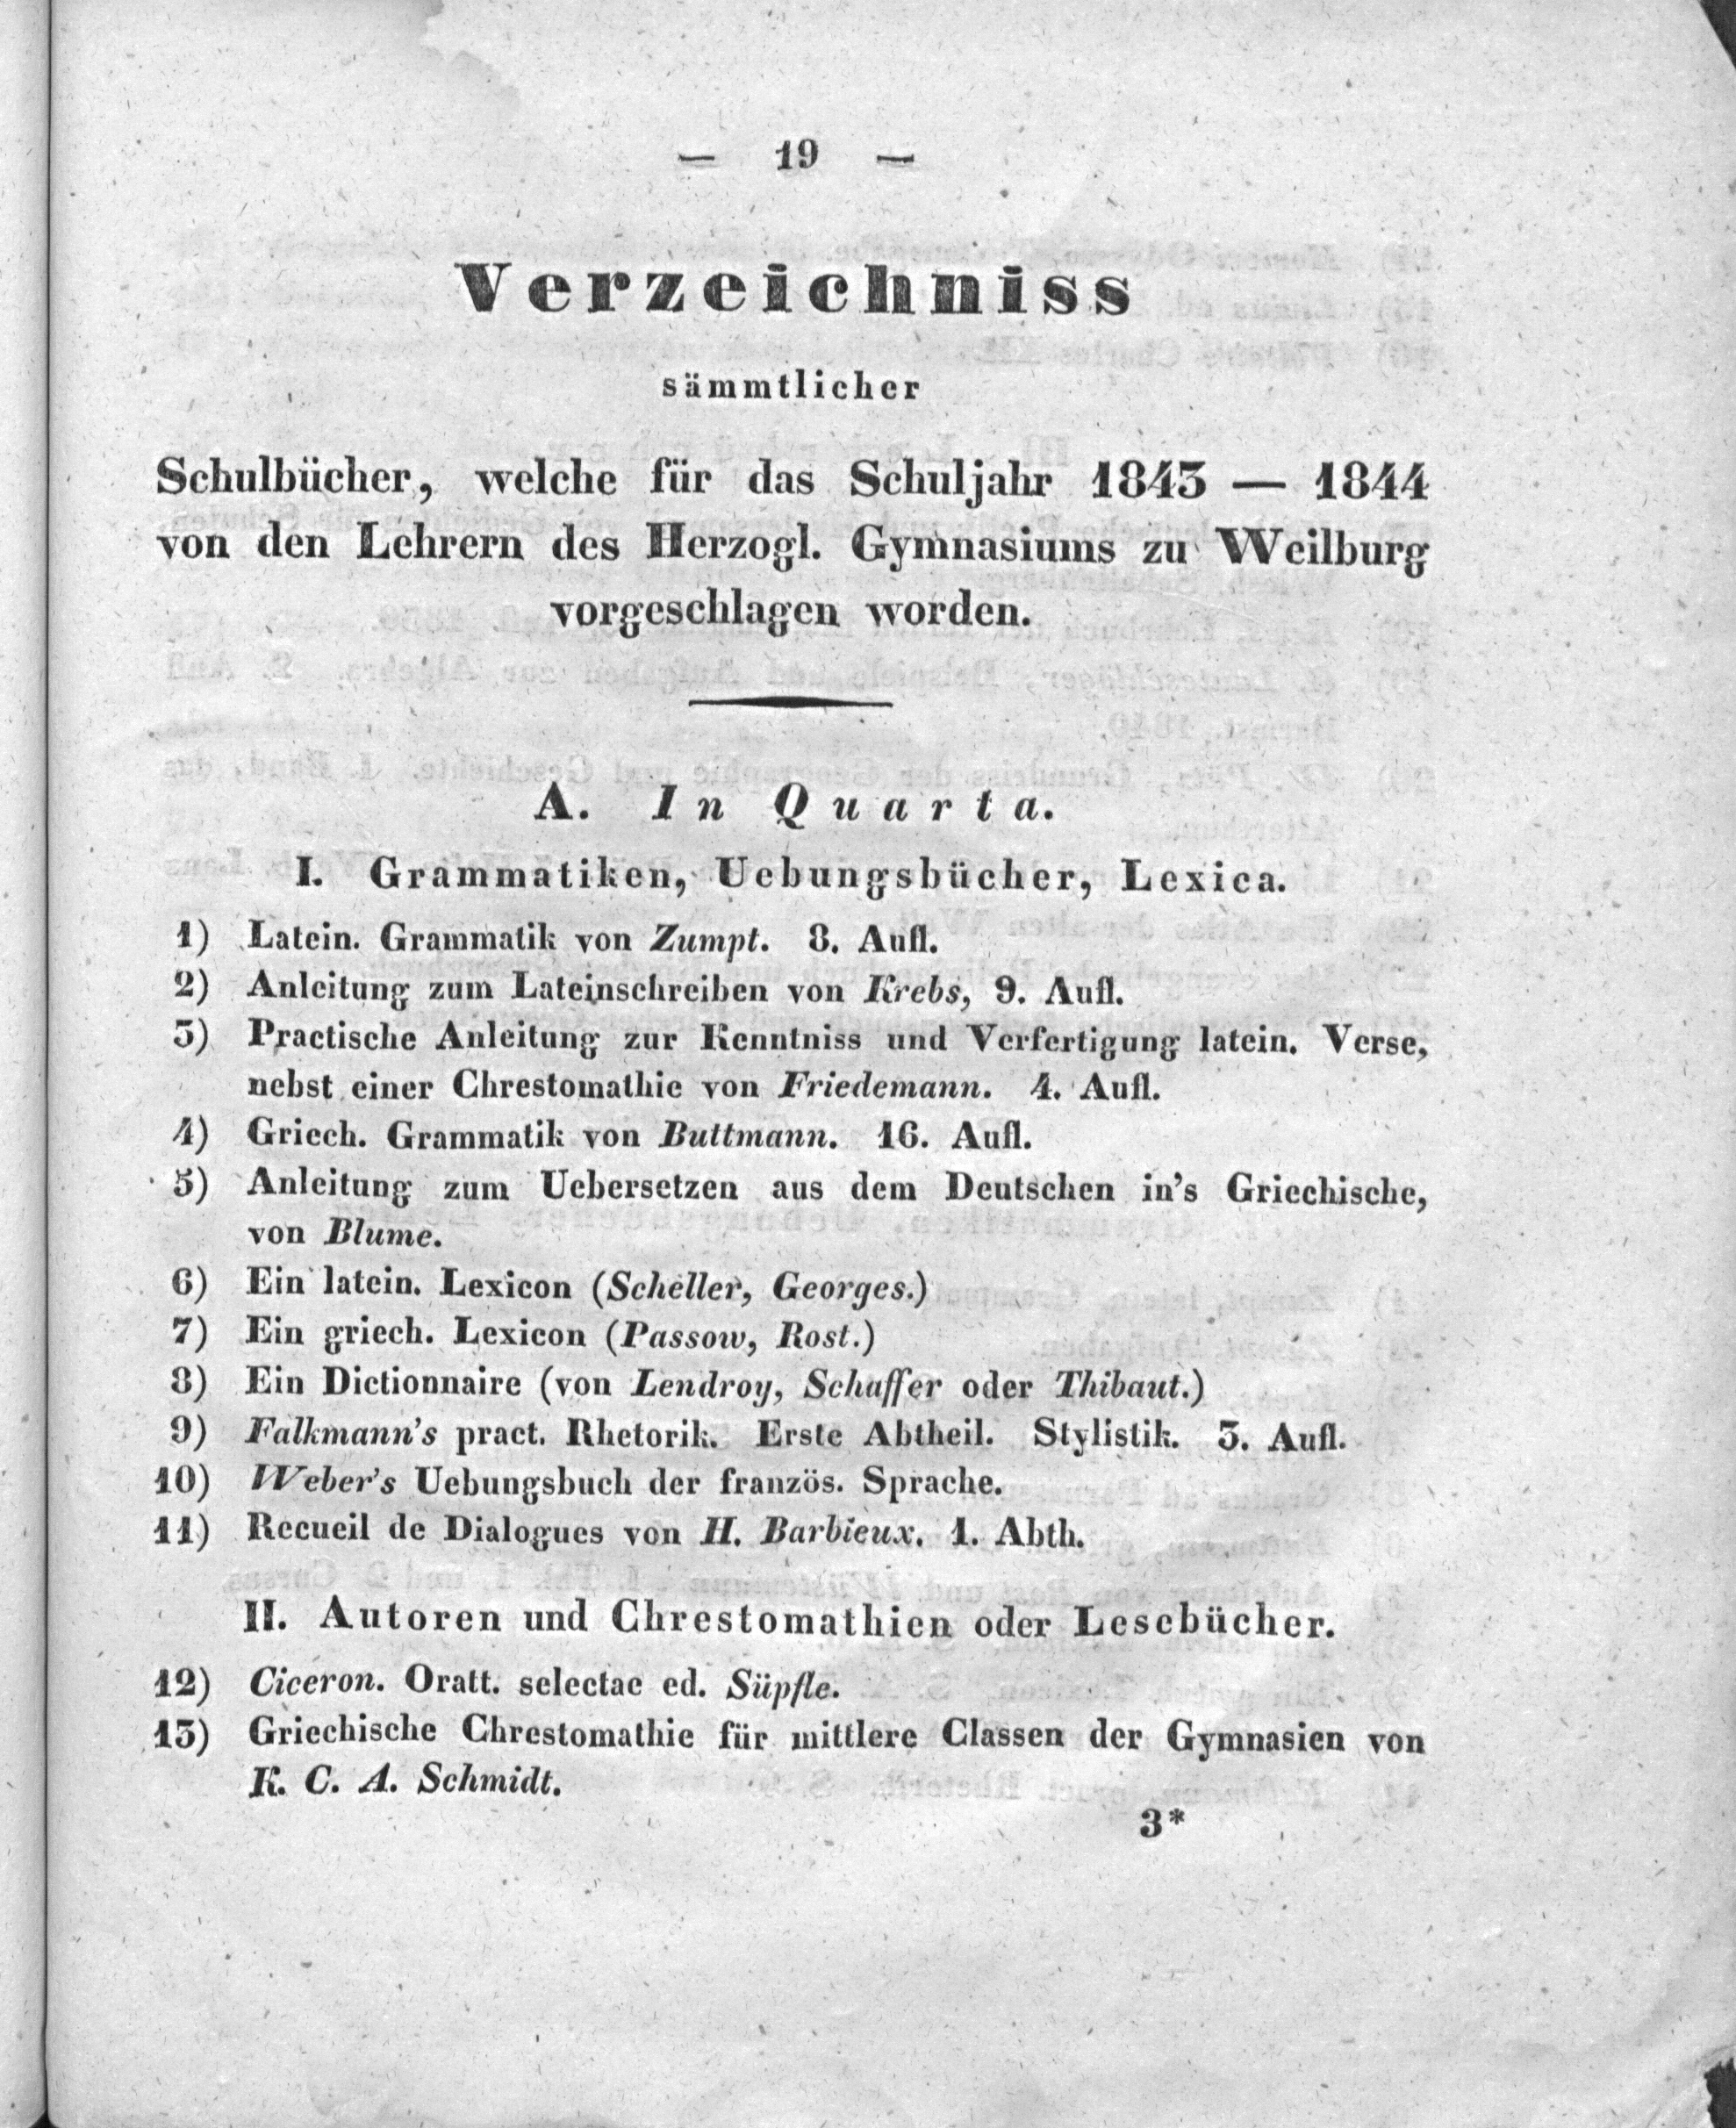 — 19 —
Verzeichniss
sämmtlicher
Schulbücher, welche für das Schuljahr 1843 — 1844
von den Lehrern des Herzogl. Gymnasiums zu Weilburg
vorgeschlagen worden.
A. In Quarta.
I. Grammatiken, Uebungsbücher, Lexica.
1) Latein. Grammatik von Zumpt. 8. Aufl.
2) Anleitung zum Lateinschreiben von Krebs, 9. Aufl.
3) Practische Anleitung zur Kenntniss und Verfertigung latein. Verse,
nebst einer Chrestomathie von Friedemann. 4. Aufl.
4) Griech. Grammatik von Buttmann. 16. Aufl.
5) Anleitung zum Uebersetzen aus dem Deutschen in's Griechische,
von Blume.
6) Ein latein. Lexicon (Scheller, Georges.)
7) Ein griech. Lexicon (Passow, Rost.)
8) Ein Dictionnaire (von Lendroy, Schaffer oder Thibaut.)
9) Falkmann's pract. Rhetorik. Erste Abtheil. Stylistik. 3. Aufl.
10) Weber's Uebungsbuch der französ. Sprache.
11) Recueil de Dialogues von H. Barbieux. 1. Abth.
II. Autoren und Chrestomathien oder Lesebücher.
12) Ciceron. Oratt. selectae ed. Süpfle.
13) Griechische Chrestomathie für mittlere Classen der Gymnasien von
K. C. A. Schmidt.
3*